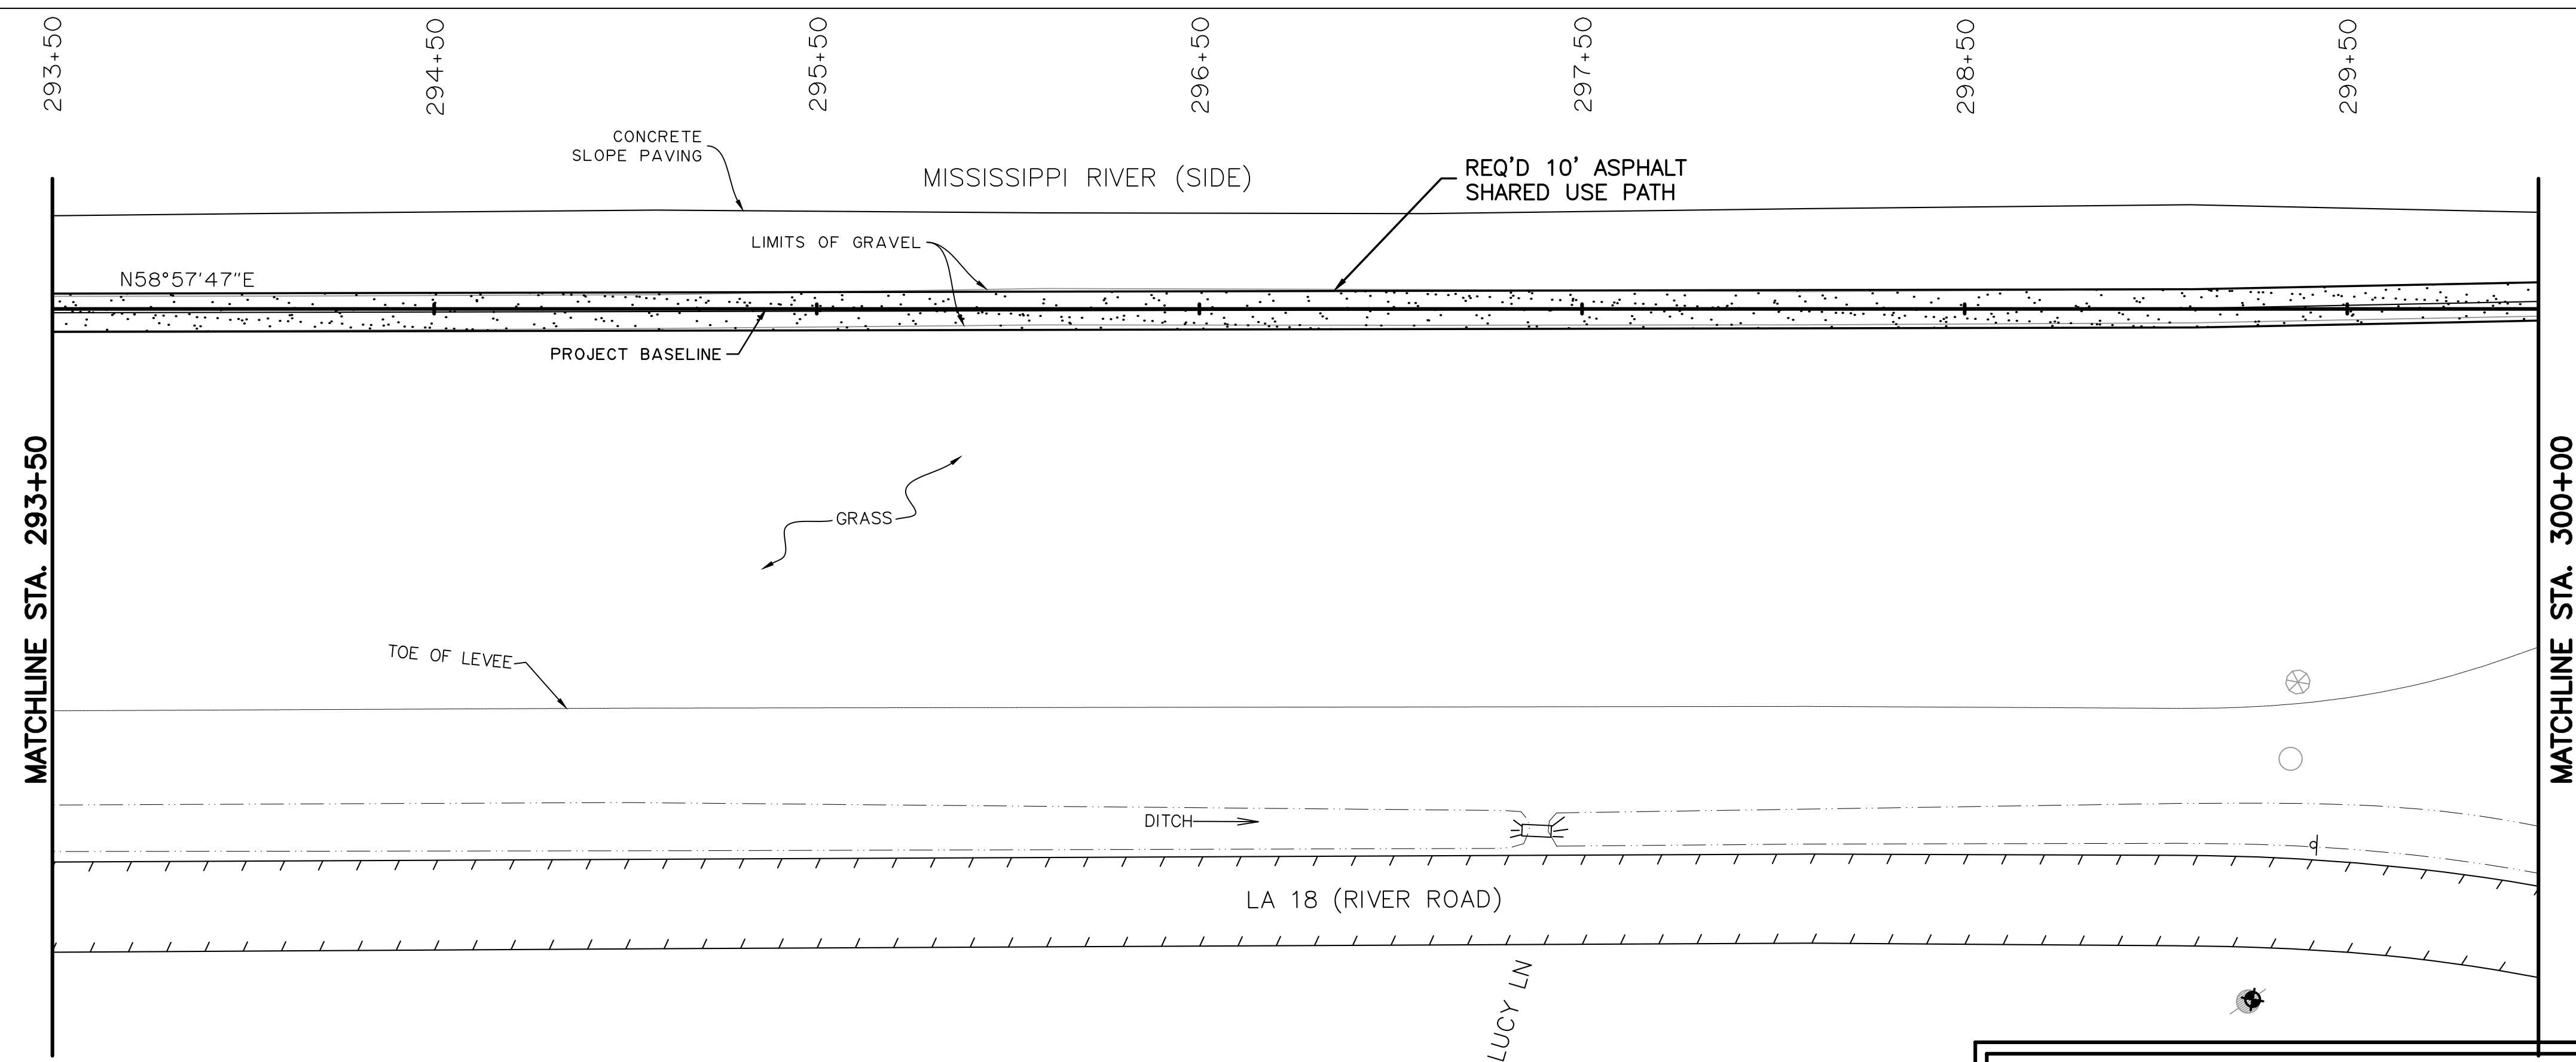 293+50
294+50
295+50
296+50
297+50
298+50
299+50
CONCRETE
SLOPE PAVING
MISSISSIPPI RIVER (SIDE)
REQ'D 10' ASPHALT
SHARED USE PATH
LIMITS OF GRAVEL
N58°57'47"E
PROJECT BASELINE
MATCHLINE STA. 293+50
MATCHLINE STA. 300+00
GRASS
TOE OF LEVEE
DITCH
LA 18 (RIVER ROAD)
LUCY LN